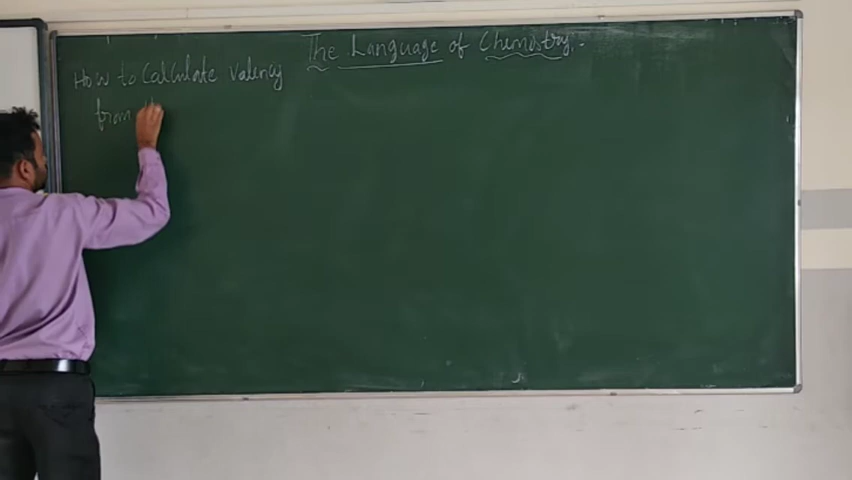 The Language of Chemistry.
How to Calculate Valency
from